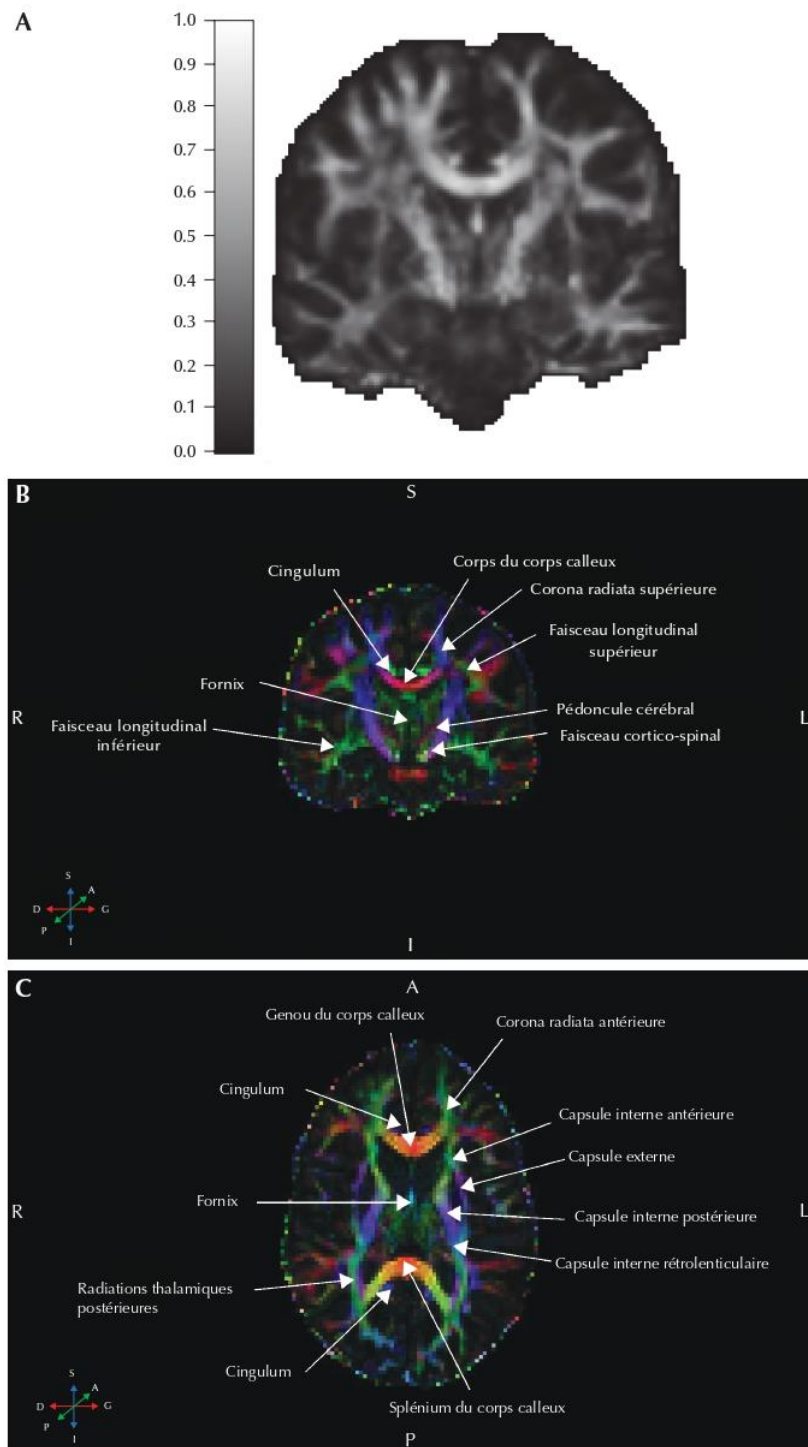 A
1.0
0.9
0.8
0.7
0.6
0.5
0.4
0.3
0.2
0.1
0.0
B
S
Cingulum
Corps du corps calleux
Corona radiata supérieure
Faisceau longitudinal
supérieur
Fornix
R
L
Faisceau longitudinal
inférieur
Pédoncule cérébral
Faisceau cortico-spinal
S
A
D
G
P
I
I
C
A
Genou du corps calleux
Corona radiata antérieure
Cingulum
Capsule interne antérieure
Capsule externe
R
Fornix
L
Capsule interne postérieure
Capsule interne rétrolenticulaire
Radiations thalamiques
postérieures
Cingulum
Splénium du corps calleux
S
A
D
G
P
I
P